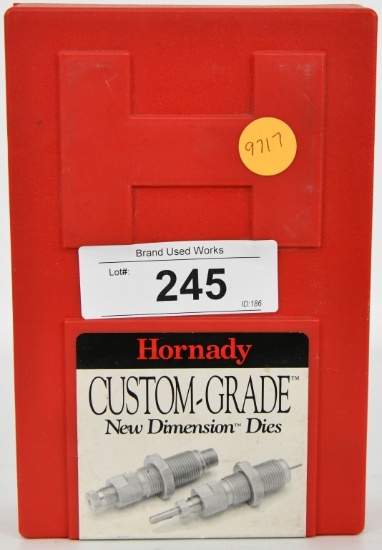 9717
Brand Used Works
Lot#:
245
ID:186
Hornady
CUSTOM-GRADE™
New Dimension™ Dies